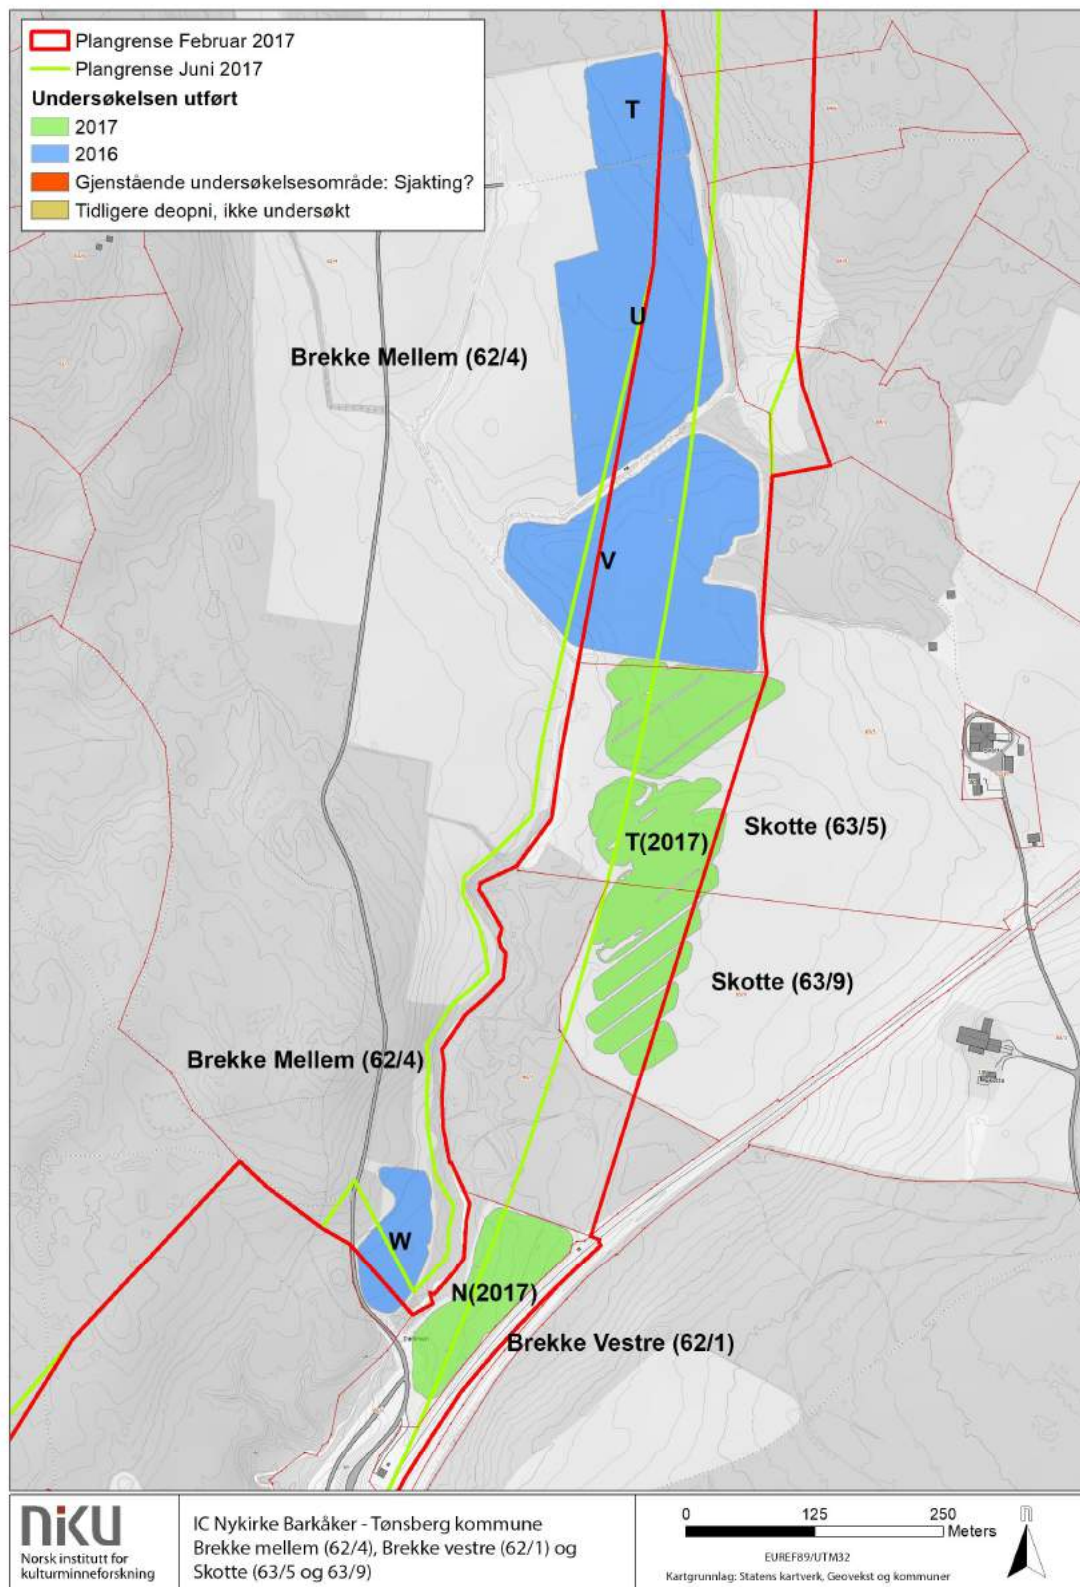 Plangrense Februar 2017
Plangrense Juni 2017
Undersøkelsen utført
2017
2016
Gjenstående undersøkelsesområde: Sjakting?
Tidligere deopni, ikke undersøkt
T
U
Brekke Mellem (62/4)
V
T(2017)
Skotte (63/5)
Skotte (63/9)
Brekke Mellem (62/4)
W
N(2017)
Brekke Vestre (62/1)
niku
Norsk institutt for
kulturminneforskning
IC Nykirke Barkåker - Tønsberg kommune
Brekke mellem (62/4), Brekke vestre (62/1) og
Skotte (63/5 og 63/9)
0 125 250
Meters
EUREF89/UTM32
Kartgrunnlag: Statens kartverk, Geovekst og kommuner
n